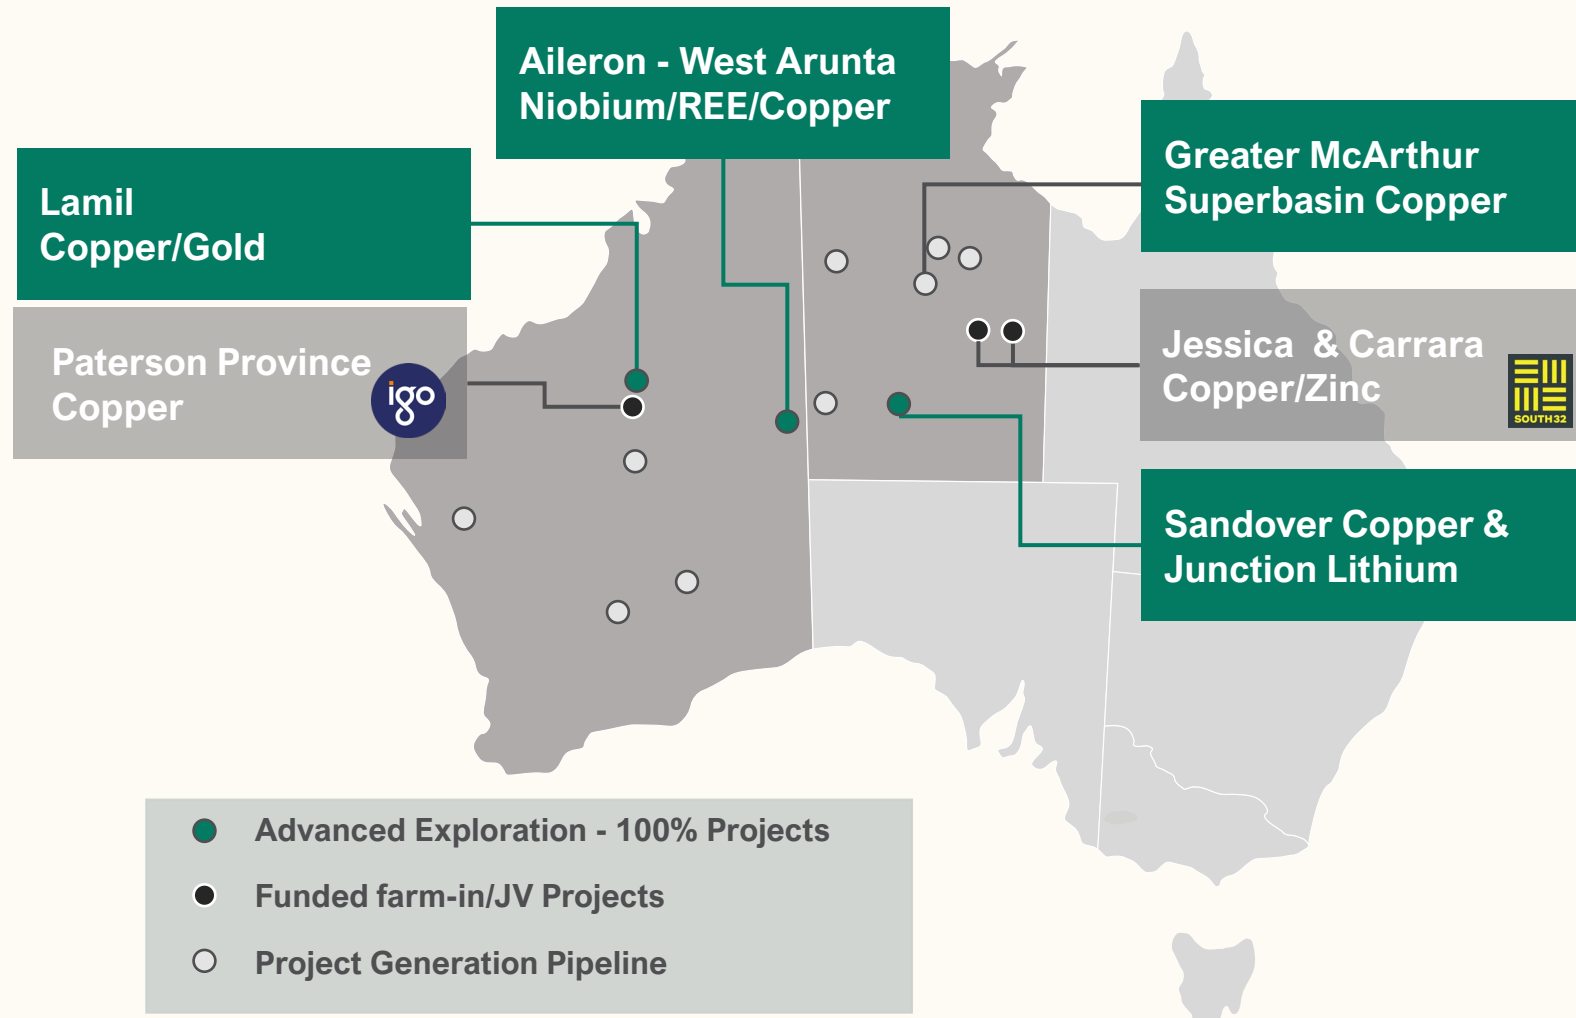 Aileron - West Arunta
Niobium/REE/Copper
Lamil
Copper/Gold
Greater McArthur
Superbasin Copper
Paterson Province
Copper
igo
Jessica & Carrara
Copper/Zinc
SOUTH32
Sandover Copper &
Junction Lithium
Advanced Exploration - 100% Projects
Funded farm-in/JV Projects
Project Generation Pipeline